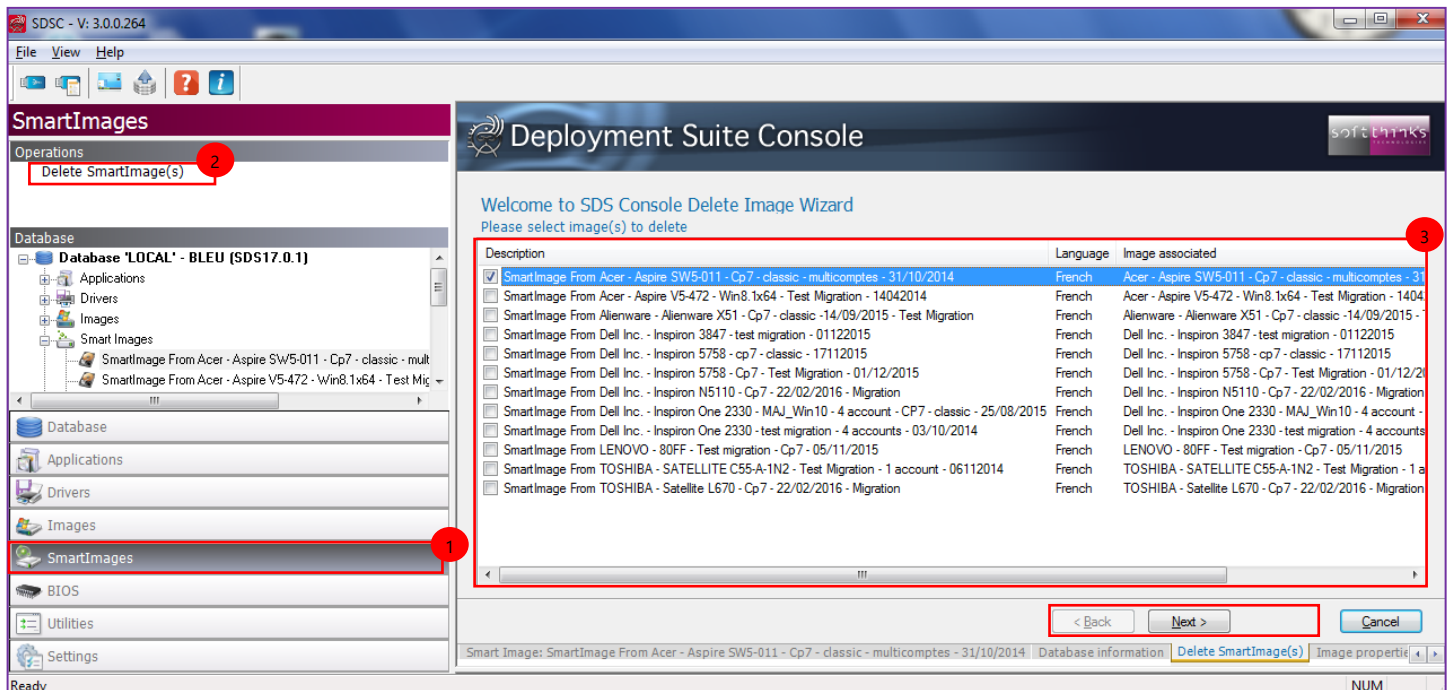 SDSC - V: 3.0.0.264
File View Help
SmartImages
Operations
2
Delete SmartImage(s)
Database
Database 'LOCAL' - BLEU (SDS17.0.1)
Applications
Drivers
Images
Smart Images
SmartImage From Acer - Aspire SW5-011 - Cp7 - classic - mult
SmartImage From Acer - Aspire V5-472 - Win8.1x64 - Test Mig
Database
Applications
Drivers
Images
1
SmartImages
BIOS
Utilities
Settings
Deployment Suite Console
softthinks
TECHNOLOGIES
Welcome to SDS Console Delete Image Wizard
Please select image(s) to delete
3
Description Language Image associated
SmartImage From Acer - Aspire SW5-011 - Cp7 - classic - multicomptes - 31/10/2014 French Acer - Aspire SW5-011 - Cp7 - classic - multicomptes - 31
SmartImage From Acer - Aspire V5-472 - Win8.1x64 - Test Migration - 14042014 French Acer - Aspire V5-472 - Win8.1x64 - Test Migration - 1404
SmartImage From Alienware - Alienware X51 - Cp7 - classic -14/09/2015 - Test Migration French Alienware - Alienware X51 - Cp7 - classic -14/09/2015 -
SmartImage From Dell Inc. - Inspiron 3847 - test migration - 01122015 French Dell Inc. - Inspiron 3847 - test migration - 01122015
SmartImage From Dell Inc. - Inspiron 5758 - cp7 - classic - 17112015 French Dell Inc. - Inspiron 5758 - cp7 - classic - 17112015
SmartImage From Dell Inc. - Inspiron 5758 - Cp7 - Test Migration - 01/12/2015 French Dell Inc. - Inspiron 5758 - Cp7 - Test Migration - 01/12/20
SmartImage From Dell Inc. - Inspiron N5110 - Cp7 - 22/02/2016 - Migration French Dell Inc. - Inspiron N5110 - Cp7 - 22/02/2016 - Migration
SmartImage From Dell Inc. - Inspiron One 2330 - MAJ_Win10 - 4 account - CP7 - classic - 25/08/2015 French Dell Inc. - Inspiron One 2330 - MAJ_Win10 - 4 account -
SmartImage From Dell Inc. - Inspiron One 2330 - test migration - 4 accounts - 03/10/2014 French Dell Inc. - Inspiron One 2330 - test migration - 4 accounts
SmartImage From LENOVO - 80FF - Test migration - Cp7 - 05/11/2015 French LENOVO - 80FF - Test migration - Cp7 - 05/11/2015
SmartImage From TOSHIBA - SATELLITE C55-A-1N2 - Test Migration - 1 account - 06112014 French TOSHIBA - SATELLITE C55-A-1N2 - Test Migration - 1 a
SmartImage From TOSHIBA - Satellite L670 - Cp7 - 22/02/2016 - Migration French TOSHIBA - Satellite L670 - Cp7 - 22/02/2016 - Migration
< Back Next > Cancel
Smart Image: SmartImage From Acer - Aspire SW5-011 - Cp7 - classic - multicomptes - 31/10/2014 Database information Delete SmartImage(s) Image propertie
Ready NUM